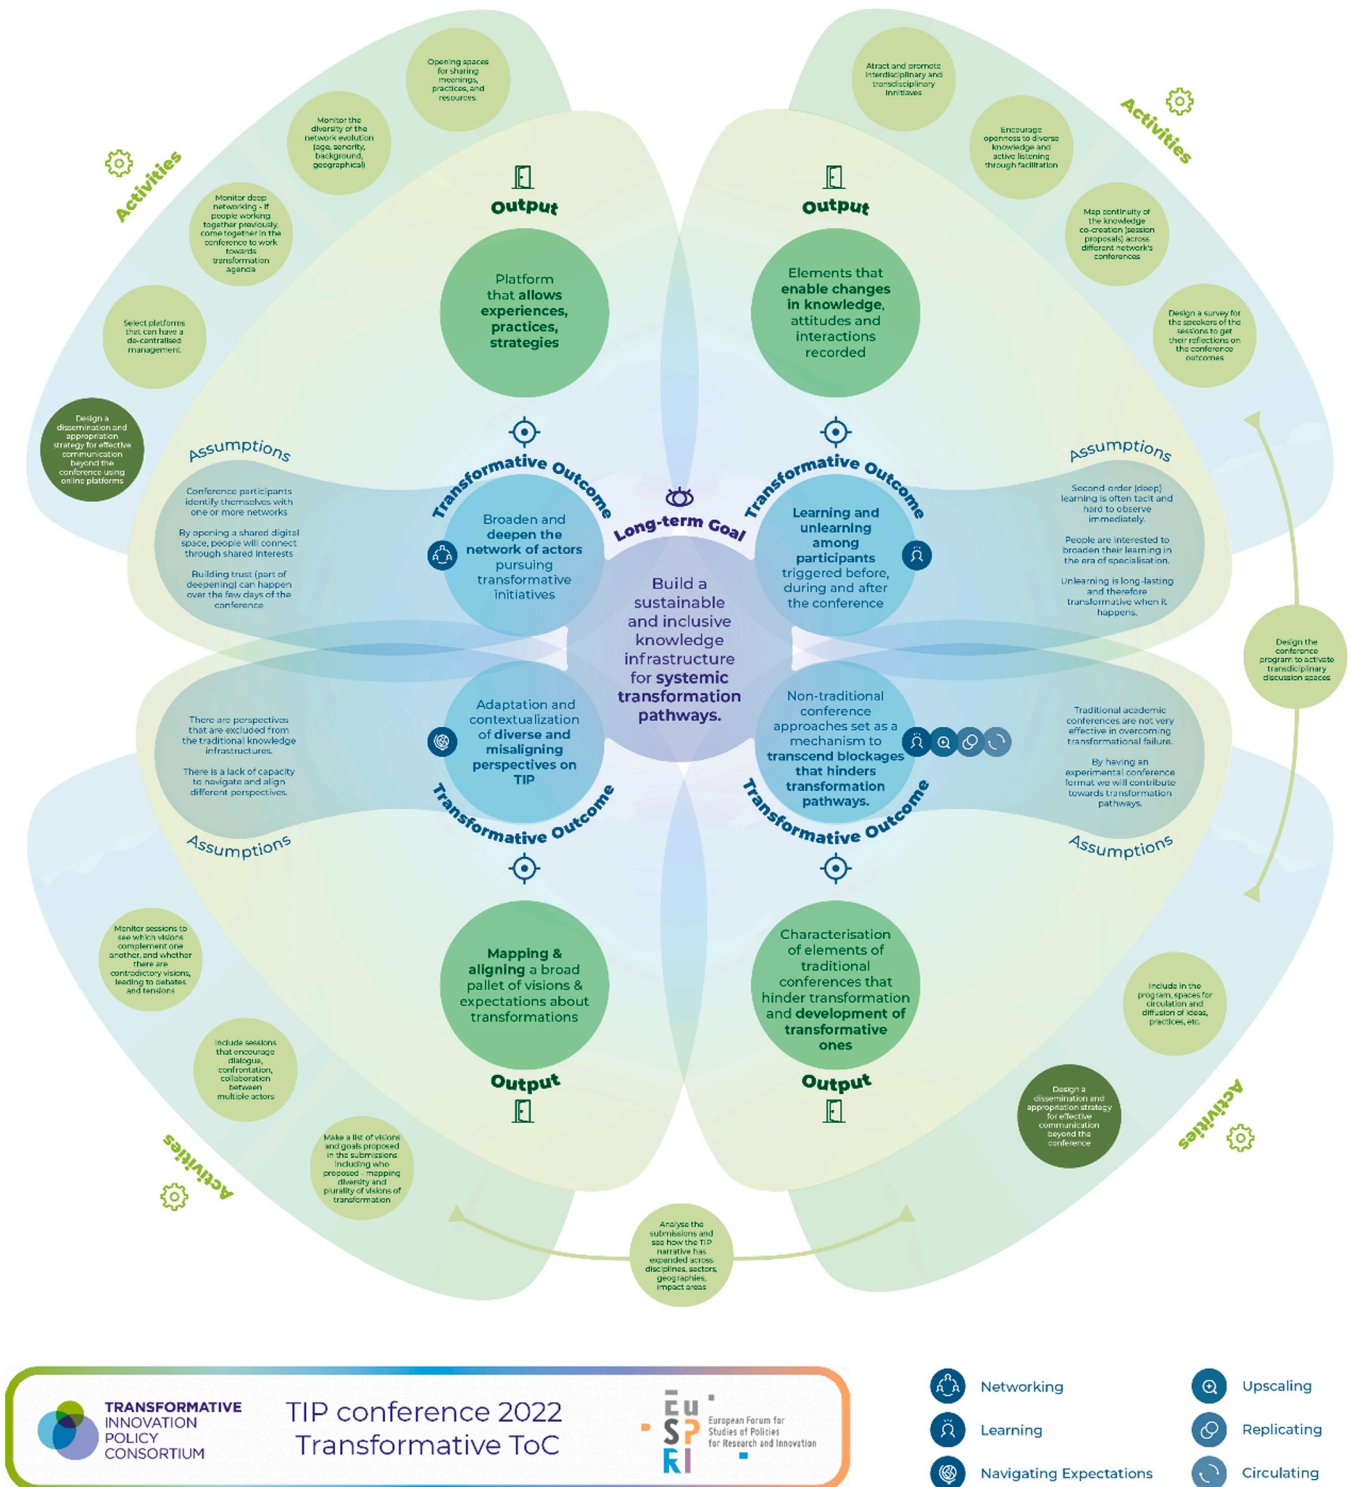 Activities
Opening spaces
for sharing
meanings,
practices, and
resources.
Monitor the
diversity of the
network evolution
(age, senority,
background,
geographical)
Monitor deep
networking - if
people working
together previously,
come together in the
conference to work
towards
transformation
agenda
Select platforms
that can have a
de-centralised
management
Design a
dissemination and
appropriation
strategy for effective
communication
beyond the
conference using
online platforms
Output
Platform
that allows
experiences,
practices,
strategies
Transformative Outcome
Broaden and
deepen the
network of actors
pursuing
transformative
initiatives
Assumptions
Conference participants
identify themselves with
one or more networks
By opening a shared digital
space, people will connect
through shared interests
Building trust (part of
deepening) can happen
over the few days of the
conference
Activities
Atract and promote
interdisciplinary and
transdisciplinary
innitiaves
Encourage
openness to diverse
knowledge and
active listening
through facilitation
Map continuity of
the knowledge
co-creation (session
proposals) across
different network's
conferences
Design a survey for
the speakers of the
sessions to get
their reflections on
the conference
outcomes
Output
Elements that
enable changes
in knowledge,
attitudes and
interactions
recorded
Transformative Outcome
Learning and
unlearning
among
participants
triggered before,
during and after
the conference
Assumptions
Second-order (deep)
learning is often tacit and
hard to observe
immediately.
People are interested to
broaden their learning in
the era of specialisation.
Unlearning is long-lasting
and therefore
transformative when it
happens.
Design the
conference
program to activate
transdiciplinary
discussion spaces
Long-term Goal
Build a
sustainable
and inclusive
knowledge
infrastructure
for systemic
transformation
pathways.
There are perspectives
that are excluded from
the traditional knowledge
infrastructures.
There is a lack of capacity
to navigate and align
different perspectives.
Assumptions
Adaptation and
contextualization
of diverse and
misaligning
perspectives on
TIP
Transformative Outcome
Mapping &
aligning a broad
pallet of visions &
expectations about
transformations
Output
Monitor sessions to
see which visions
complement one
another, and whether
there are
contradictory visions,
leading to debates
and tensions
Include sessions
that encourage
dialogue,
confrontation,
collaboration
between
multiple actors
Make a list of visions
and goals proposed
in the submissions
including who
proposed - mapping
diversity and
plurality of visions of
transformation
Activities
Non-traditional
conference
approaches set as a
mechanism to
transcend blockages
that hinders
transformation
pathways.
Transformative Outcome
Traditional academic
conferences are not very
effective in overcoming
transformational failure.
By having an
experimental conference
format we will contribute
towards transformation
pathways.
Assumptions
Characterisation
of elements of
traditional
conferences that
hinder transformation
and development of
transformative
ones
Output
Include in the
program, spaces for
circulation and
diffusion of ideas,
practices, etc.
Design a
dissemination and
appropriation strategy
for effective
communication
beyond the
conference
Activities
Analyse the
submissions and
see how the TIP
narrative has
expanded across
disciplines, sectors,
geographies,
impact areas
TRANSFORMATIVE
INNOVATION
POLICY
CONSORTIUM
TIP conference 2022
Transformative ToC
Eu
SP
RI
European Forum for
Studies of Policies
for Research and Innovation
Networking
Learning
Navigating Expectations
Upscaling
Replicating
Circulating